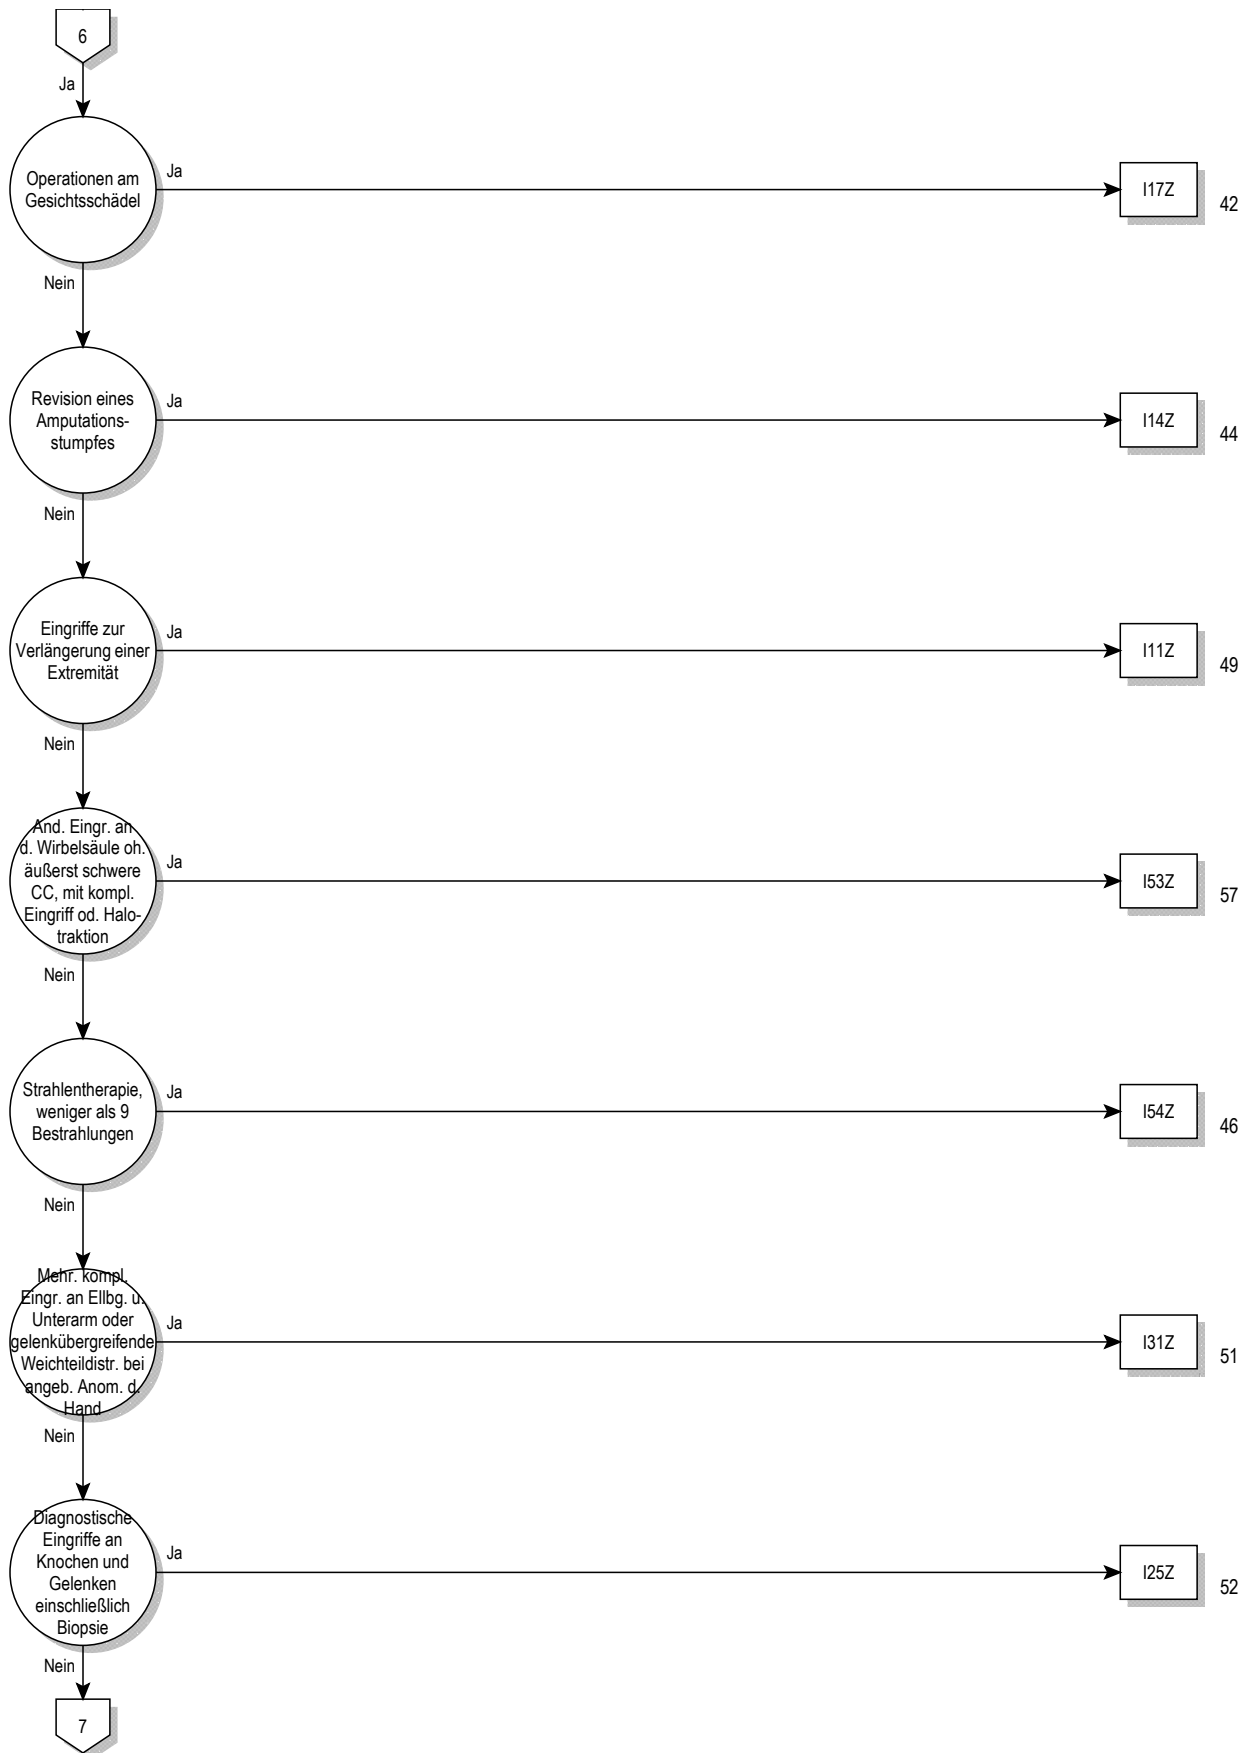 6
Ja
Operationen am
Gesichtsschädel
Ja
I17Z
42
Nein
Revision eines
Amputations-
stumpfes
Ja
I14Z
44
Nein
Eingriffe zur
Verlängerung einer
Extremität
Ja
I11Z
49
Nein
And. Eingr. an
d. Wirbelsäule oh.
äußerst schwere
CC, mit kompl.
Eingriff od. Halo-
traktion
Ja
I53Z
57
Nein
Strahlentherapie,
weniger als 9
Bestrahlungen
Ja
I54Z
46
Nein
Mehr. kompl.
Eingr. an Ellbg. u.
Unterarm oder
gelenkübergreifende
Weichteildistr. bei
angeb. Anom. d.
Hand
Ja
I31Z
51
Nein
Diagnostische
Eingriffe an
Knochen und
Gelenken
einschließlich
Biopsie
Ja
I25Z
52
Nein
7